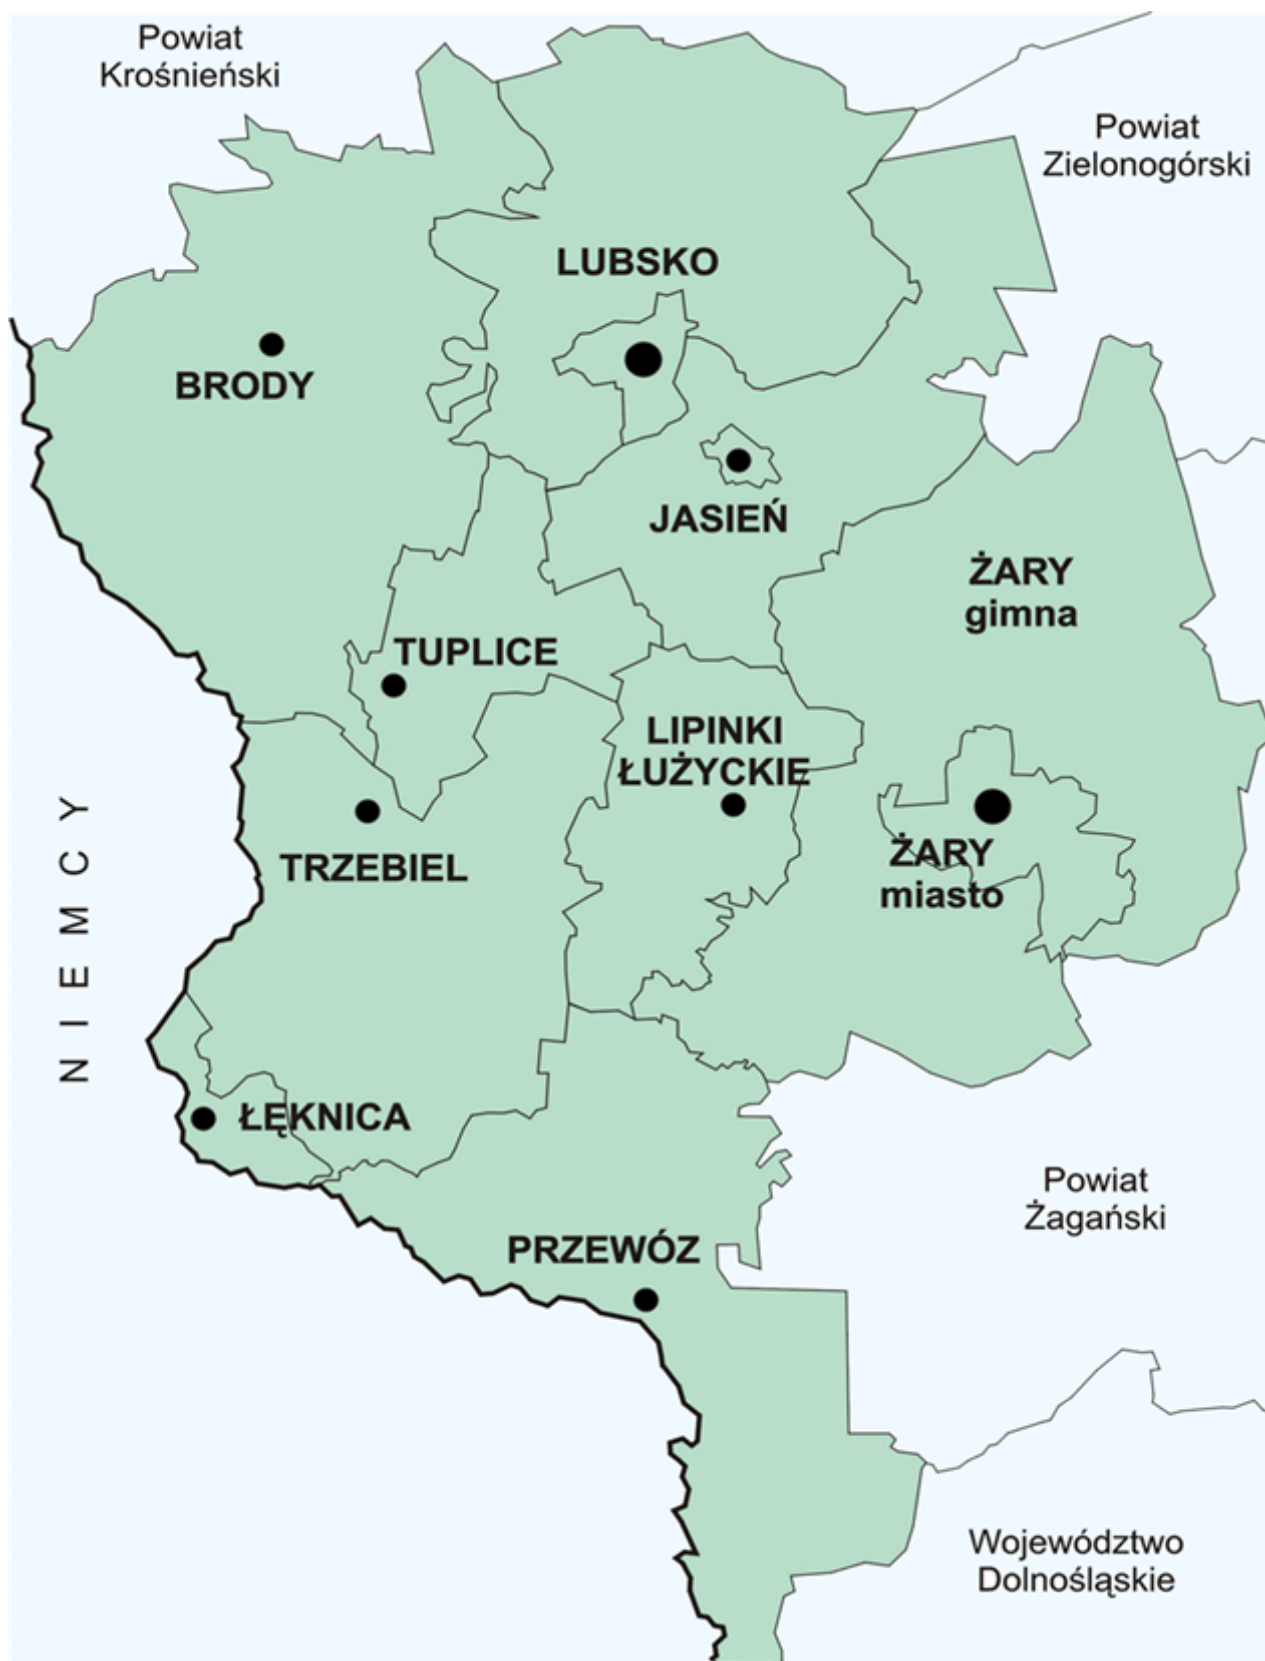 Powiat
Krośnieński
Powiat
Zielonogórski
LUBSKO
BRODY
JASIEŃ
ŻARY
gimna
TUPLICE
LIPINKI
ŁUŻYCKIE
TRZEBIEL
ŻARY
miasto
NIEMCY
ŁĘKNICA
Powiat
Żagański
PRZEWÓZ
Województwo
Dolnośląskie